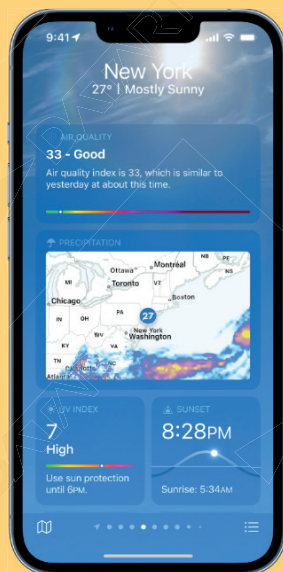 9:41
New York
27° | Mostly Sunny
AIR QUALITY
33 - Good
Air quality index is 33, which is similar to
yesterday at about this time.
PRECIPITATION
NB PE
Ottawa Montréal NS
MI Toronto VT
Chicago Boston
27
IN OH PA New York
WV Washington
KY VA
TN Charlotte
Atlanta
UV INDEX
7
High
Use sun protection
until 6PM.
SUNSET
8:28PM
Sunrise: 5:34AM